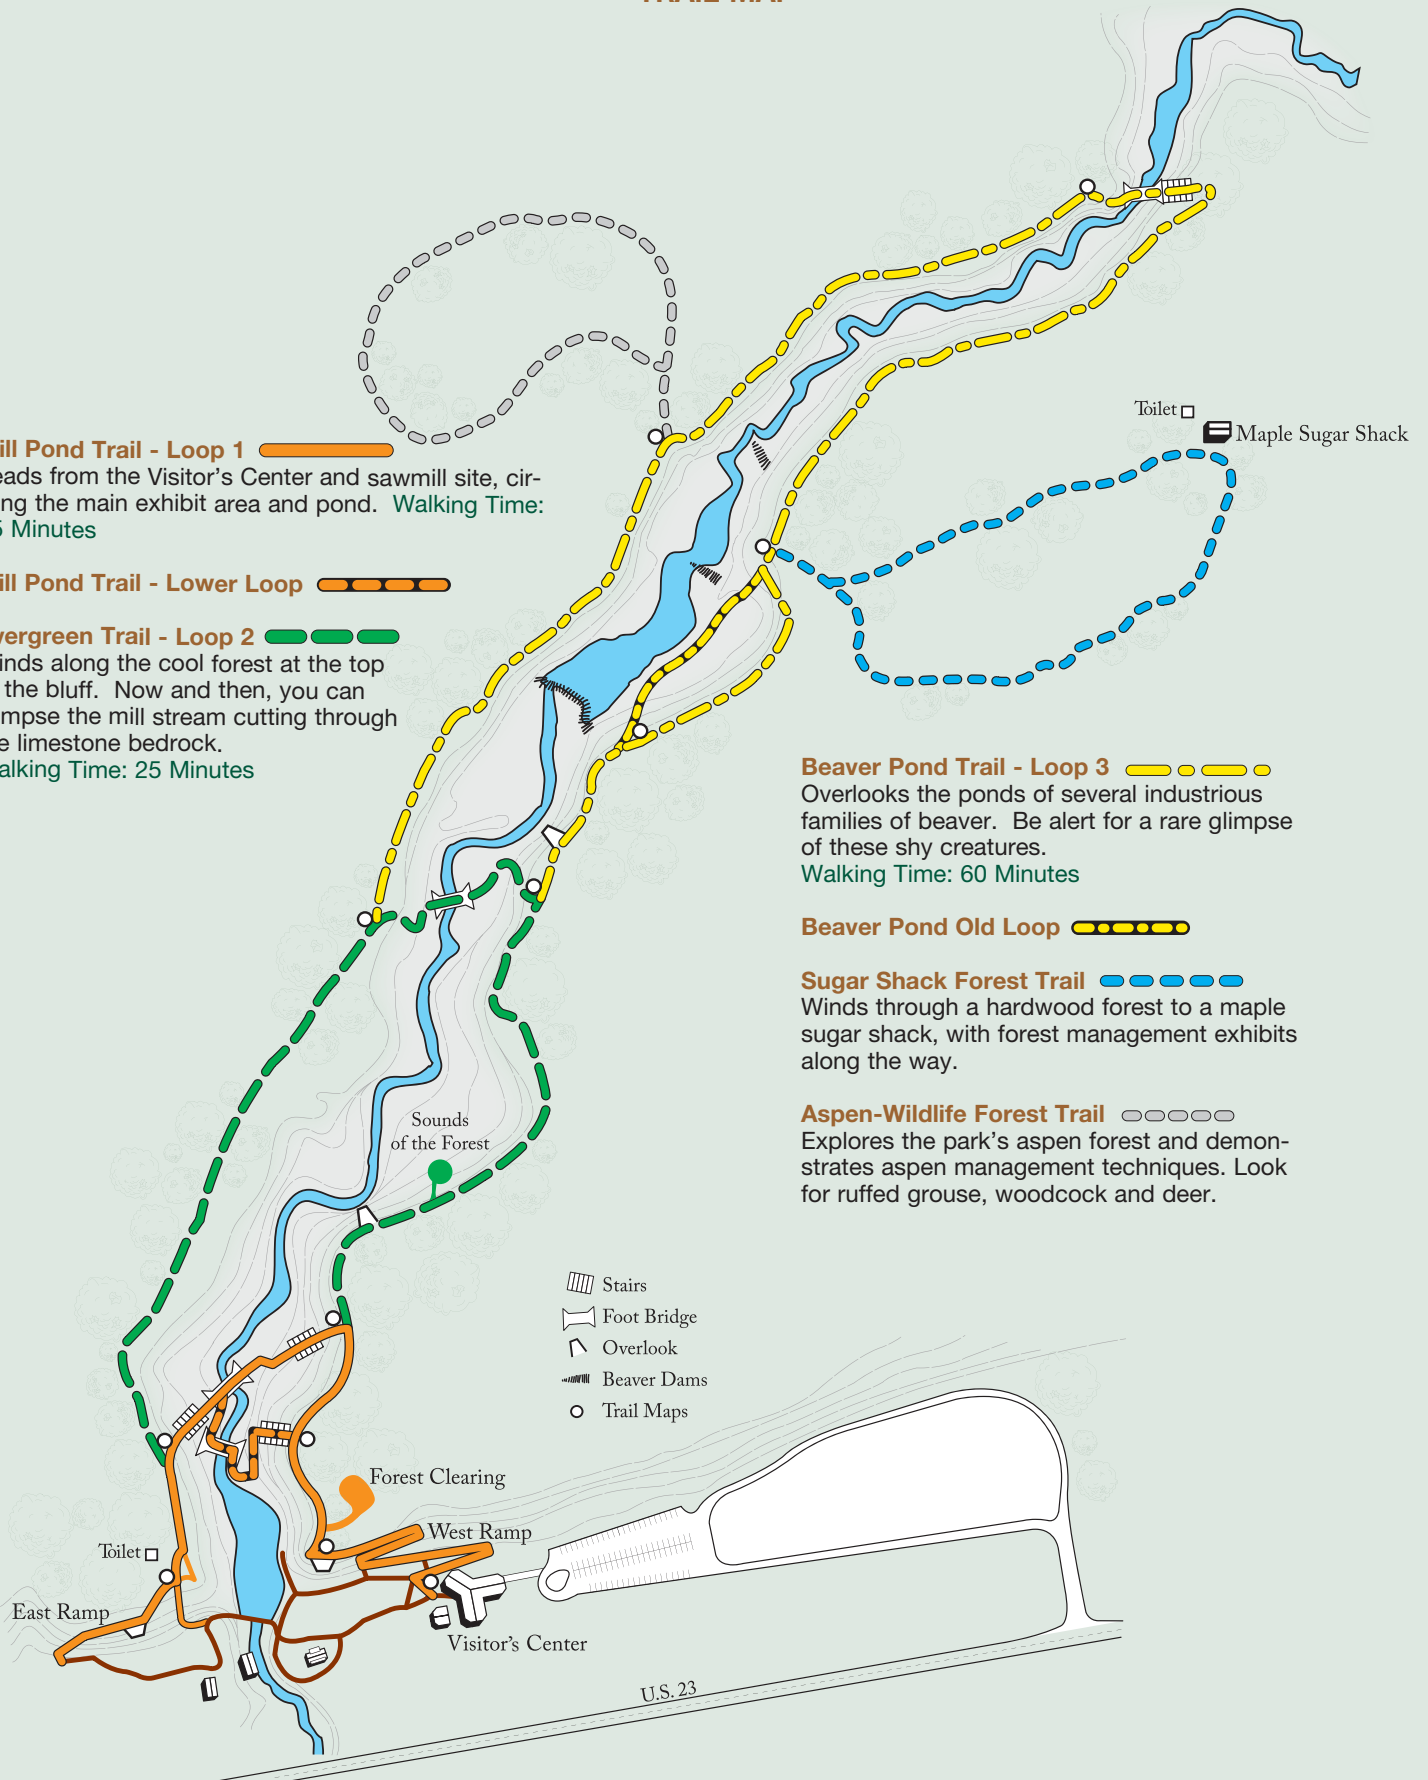 Toilet
Maple Sugar Shack
ill Pond Trail - Loop 1
eads from the Visitor's Center and sawmill site, cir-
ng the main exhibit area and pond. Walking Time:
5 Minutes
ill Pond Trail - Lower Loop
vergreen Trail - Loop 2
inds along the cool forest at the top
the bluff. Now and then, you can
impse the mill stream cutting through
e limestone bedrock.
alking Time: 25 Minutes
Beaver Pond Trail - Loop 3
Overlooks the ponds of several industrious
families of beaver. Be alert for a rare glimpse
of these shy creatures.
Walking Time: 60 Minutes
Beaver Pond Old Loop
Sugar Shack Forest Trail
Winds through a hardwood forest to a maple
sugar shack, with forest management exhibits
along the way.
Aspen-Wildlife Forest Trail
Explores the park's aspen forest and demon-
strates aspen management techniques. Look
for ruffed grouse, woodcock and deer.
Sounds
of the Forest
Stairs
Foot Bridge
Overlook
Beaver Dams
Trail Maps
Forest Clearing
West Ramp
Toilet
East Ramp
Visitor's Center
U.S. 23